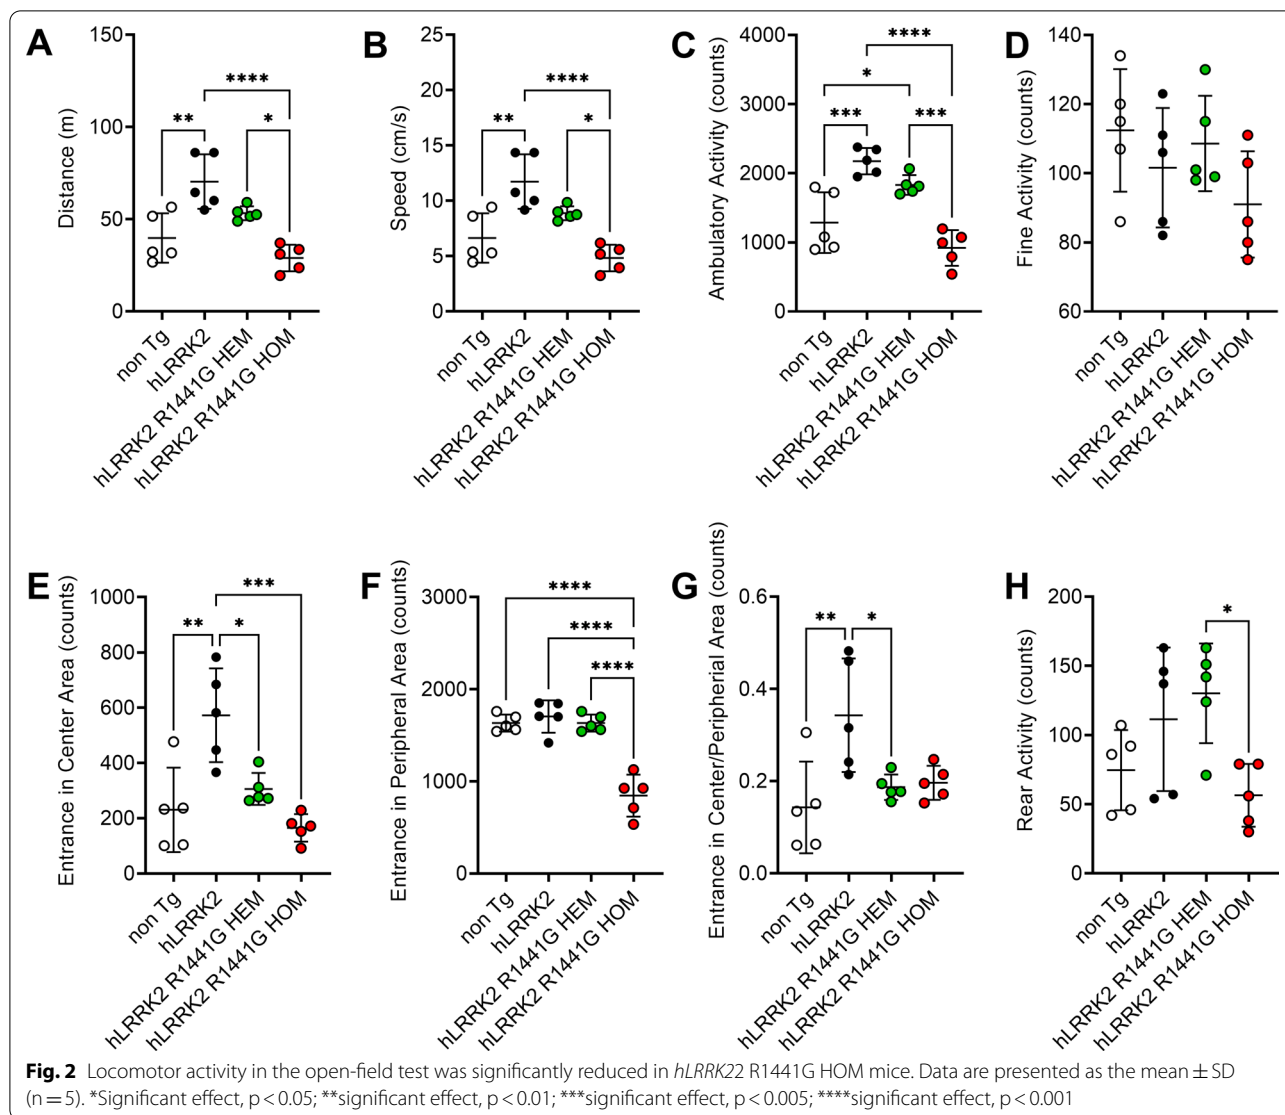 A
Distance (m)
150
100
50
0
**
****
*
non Tg
hLRRK2
hLRRK2 R1441G HEM
hLRRK2 R1441G HOM
B
Speed (cm/s)
25
20
15
10
5
0
**
****
*
non Tg
hLRRK2
hLRRK2 R1441G HEM
hLRRK2 R1441G HOM
C
Ambulatory Activity (counts)
4000
3000
2000
1000
0
****
*
***
***
non Tg
hLRRK2
hLRRK2 R1441G HEM
hLRRK2 R1441G HOM
D
Fine Activity (counts)
140
120
100
80
60
non Tg
hLRRK2
hLRRK2 R1441G HEM
hLRRK2 R1441G HOM
E
Entrance in Center Area (counts)
1000
800
600
400
200
0
***
**
*
non Tg
hLRRK2
hLRRK2 R1441G HEM
hLRRK2 R1441G HOM
F
Entrance in Peripheral Area (counts)
3000
2000
1000
0
****
****
****
non Tg
hLRRK2
hLRRK2 R1441G HEM
hLRRK2 R1441G HOM
G
Entrance in Center/Peripherial Area (counts)
0.6
0.4
0.2
0.0
**
*
non Tg
hLRRK2
hLRRK2 R1441G HEM
hLRRK2 R1441G HOM
H
Rear Activity (counts)
200
150
100
50
0
*
non Tg
hLRRK2
hLRRK2 R1441G HEM
hLRRK2 R1441G HOM
Fig. 2 Locomotor activity in the open-field test was significantly reduced in hLRRK22 R1441G HOM mice. Data are presented as the mean ± SD
(n = 5). *Significant effect, p < 0.05; **significant effect, p < 0.01; ***significant effect, p < 0.005; ****significant effect, p < 0.001